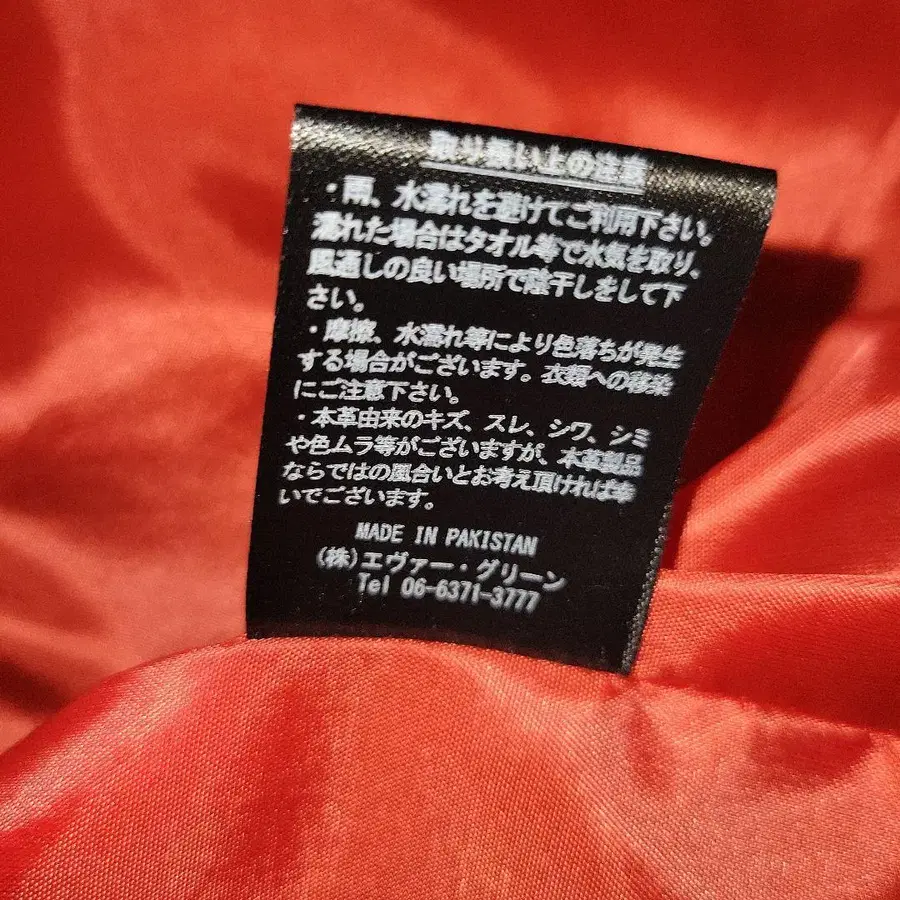 取り扱い上の注意
・雨、水濡れを避けてご利用下さい。
濡れた場合はタオル等で水気を取り、
風通しの良い場所で陰干しをして下
さい。
・摩擦、水濡れ等により色落ちが発生
する場合がございます。衣類への移染
にご注意下さい。
・本革由来のキズ、スレ、シワ、シミ
や色ムラ等がございますが、本革製品
ならではの風合いとお考え頂ければ幸
いでございます。
MADE IN PAKISTAN
(株)エヴァー・グリーン
Tel 06-6371-3777